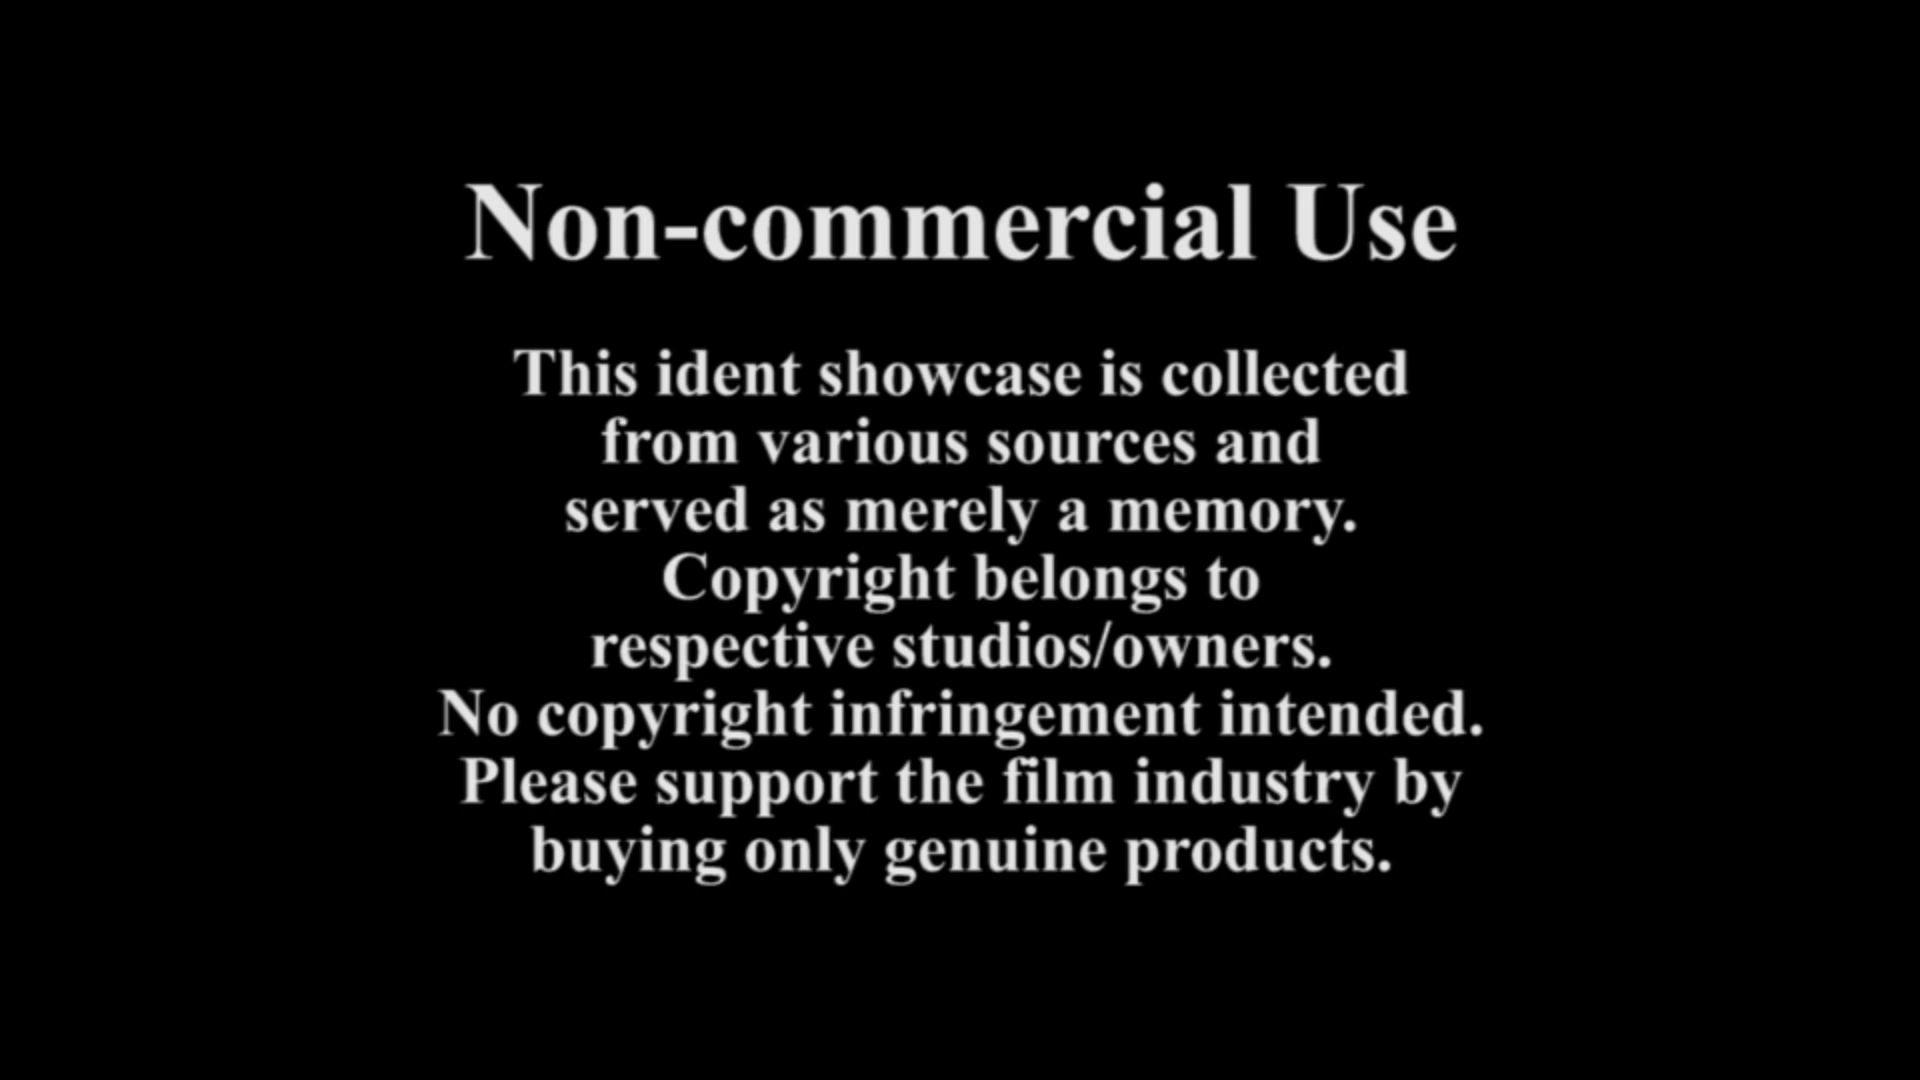 Non-commercial Use
This ident showcase is collected
from various sources and
served as merely a memory.
Copyright belongs to
respective studios/owners.
No copyright infringement intended.
Please support the film industry by
buying only genuine products.